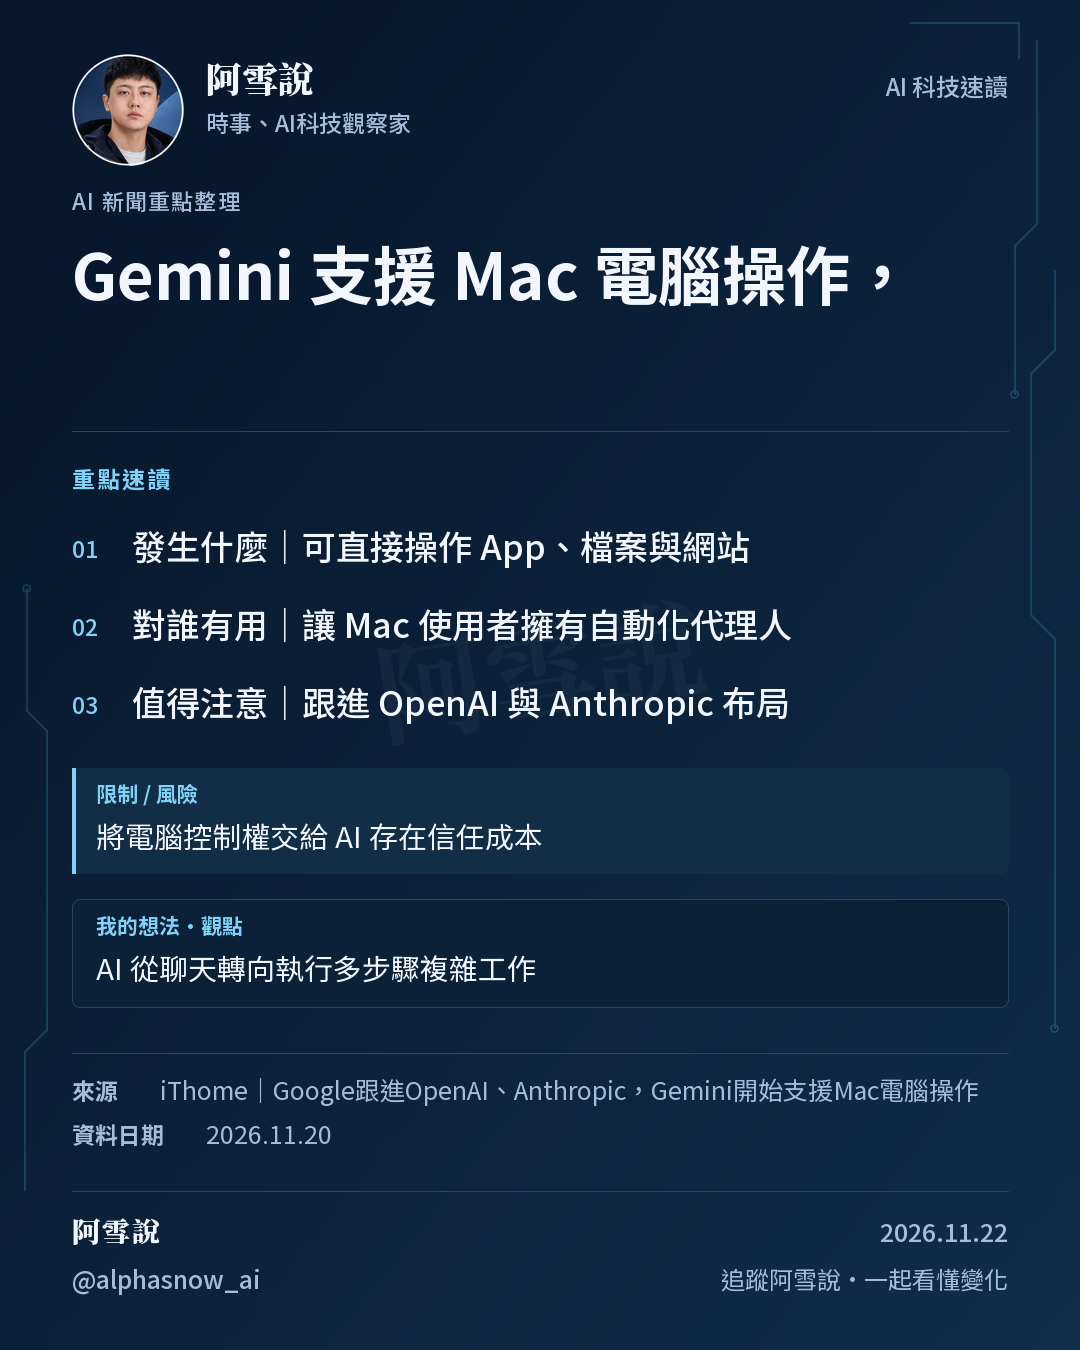 阿雪說
時事、AI科技觀察家
AI 科技速讀
AI 新聞重點整理
Gemini 支援 Mac 電腦操作，
重點速讀
01 發生什麼｜可直接操作 App、檔案與網站
02 對誰有用｜讓 Mac 使用者擁有自動化代理人
03 值得注意｜跟進 OpenAI 與 Anthropic 布局
阿雪說
限制 / 風險
將電腦控制權交給 AI 存在信任成本
我的想法・觀點
AI 從聊天轉向執行多步驟複雜工作
來源 iThome｜Google跟進OpenAI、Anthropic，Gemini開始支援Mac電腦操作
資料日期 2026.11.20
阿雪說
2026.11.22
@alphasnow_ai
追蹤阿雪說・一起看懂變化